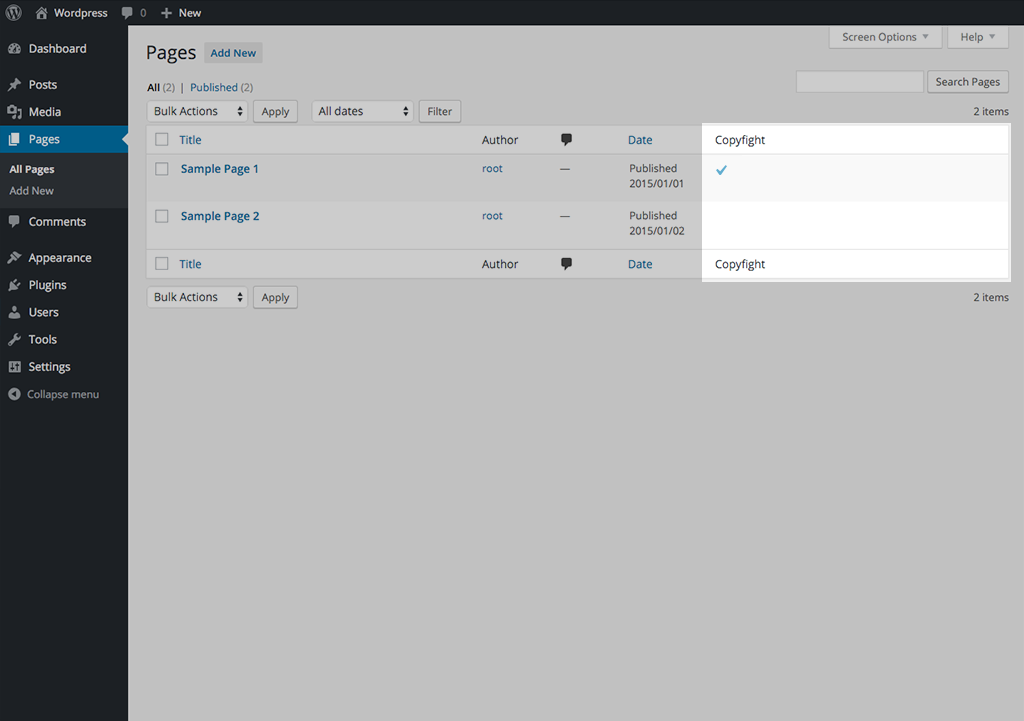 Wordpress 0 New
Screen Options Help
Dashboard
Posts
Media
Pages
All Pages
Add New
Comments
Appearance
Plugins
Users
Tools
Settings
Collapse menu
Pages Add New
All (2) | Published (2)
Search Pages
Bulk Actions Apply All dates Filter 2 items
Title Author Date Copyfight
Sample Page 1 root — Published
2015/01/01
Sample Page 2 root — Published
2015/01/02
Title Author Date Copyfight
Bulk Actions Apply 2 items